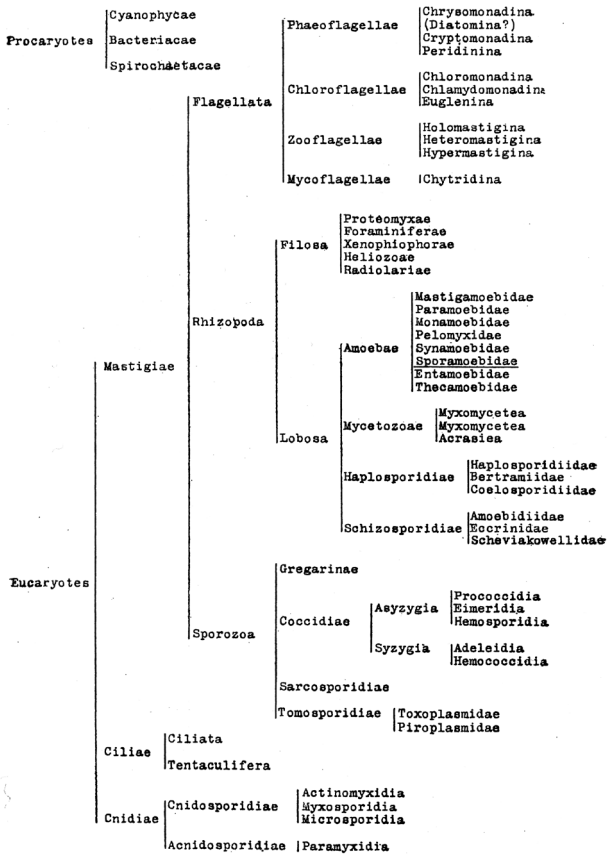 Procaryotes
Cyanophycae
Bacteriacae
Spirochaetacae
Flagellata
Phaeoflagellae
Chrysomonadina
(Diatomina?)
Cryptomonadina
Peridinina
Chloroflagellae
Chloromonadina
Chlamydomonadina
Euglenina
Zooflagellae
Holomastigina
Heteromastigina
Hypermastigina
Mycoflagellae
Chytridina
Rhizopoda
Filosa
Proteomyxae
Foraminiferae
Xenophiophorae
Heliozoae
Radiolariae
Mastigiae
Lobosa
Amoebae
Mastigamoebidae
Paramoebidae
Monamoebidae
Pelomyxidae
Synamoebidae
Sporamoebidae
Entamoebidae
Thecamoebidae
Mycetozoae
Myxomycetea
Myxomycetea
Acrasiea
Haplosporidiae
Haplosporidiidae
Bertramiidae
Coelosporidiidae
Schizosporidiae
Amoebidiidae
Eccrinidae
Scheviakowellidae
Eucaryotes
Sporozoa
Gregarinae
Coccidiae
Asyzygia
Prococcidia
Eimeridia
Hemosporidia
Syzygia
Adeleidia
Hemococcidia
Sarcosporidiae
Tomosporidiae
Toxoplasmidae
Piroplasmidae
Ciliae
Ciliata
Tentaculifera
Cnidiae
Cnidosporidiae
Actinomyxidia
Myxosporidia
Microsporidia
Acnidosporidiae
Paramyxidia